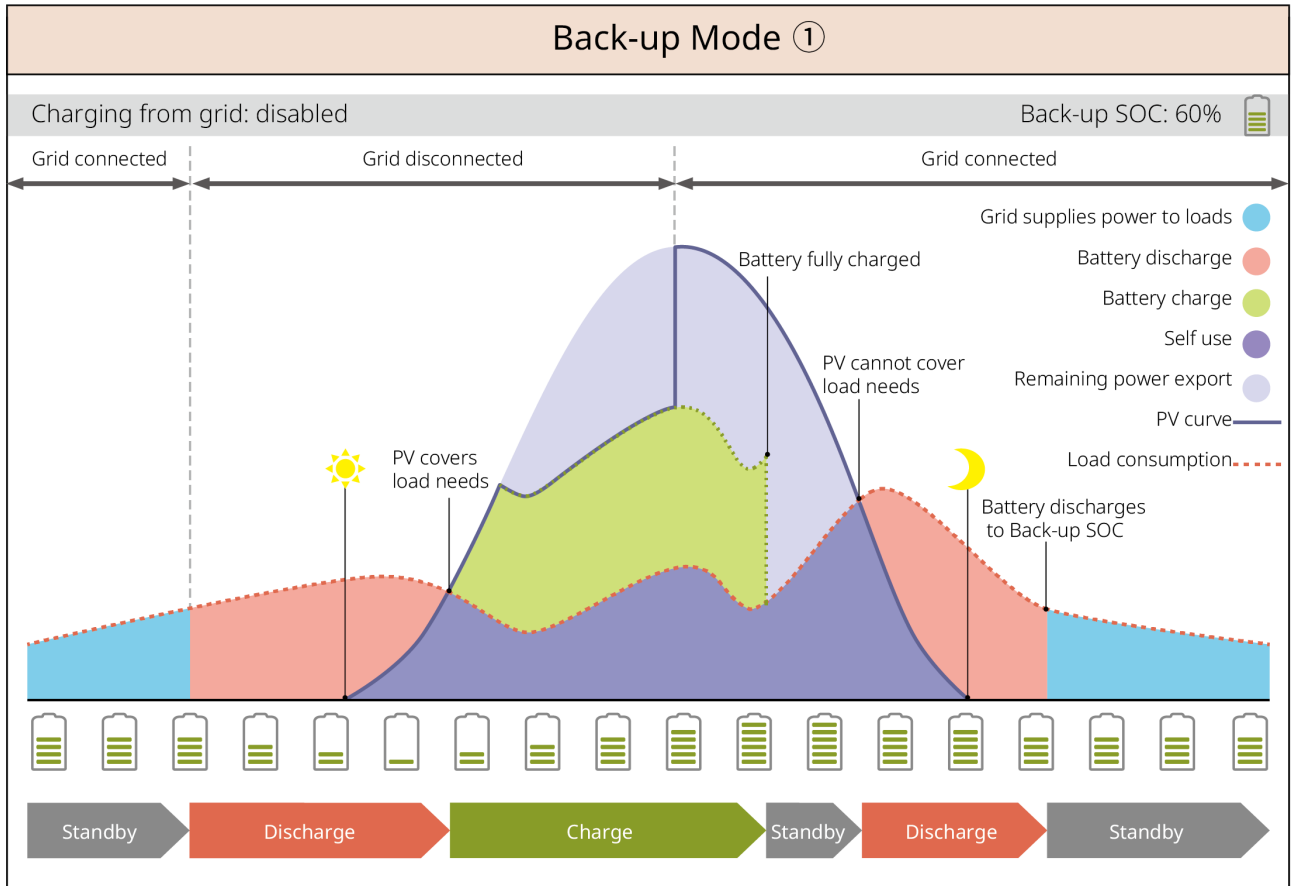 Back-up Mode ①
Charging from grid: disabled
Back-up SOC: 60%
Grid connected
Grid disconnected
Grid connected
Grid supplies power to loads
Battery discharge
Battery charge
Self use
Remaining power export
PV curve
Load consumption
Battery fully charged
PV cannot cover
load needs
PV covers
load needs
Battery discharges
to Back-up SOC
Standby
Discharge
Charge
Standby
Discharge
Standby